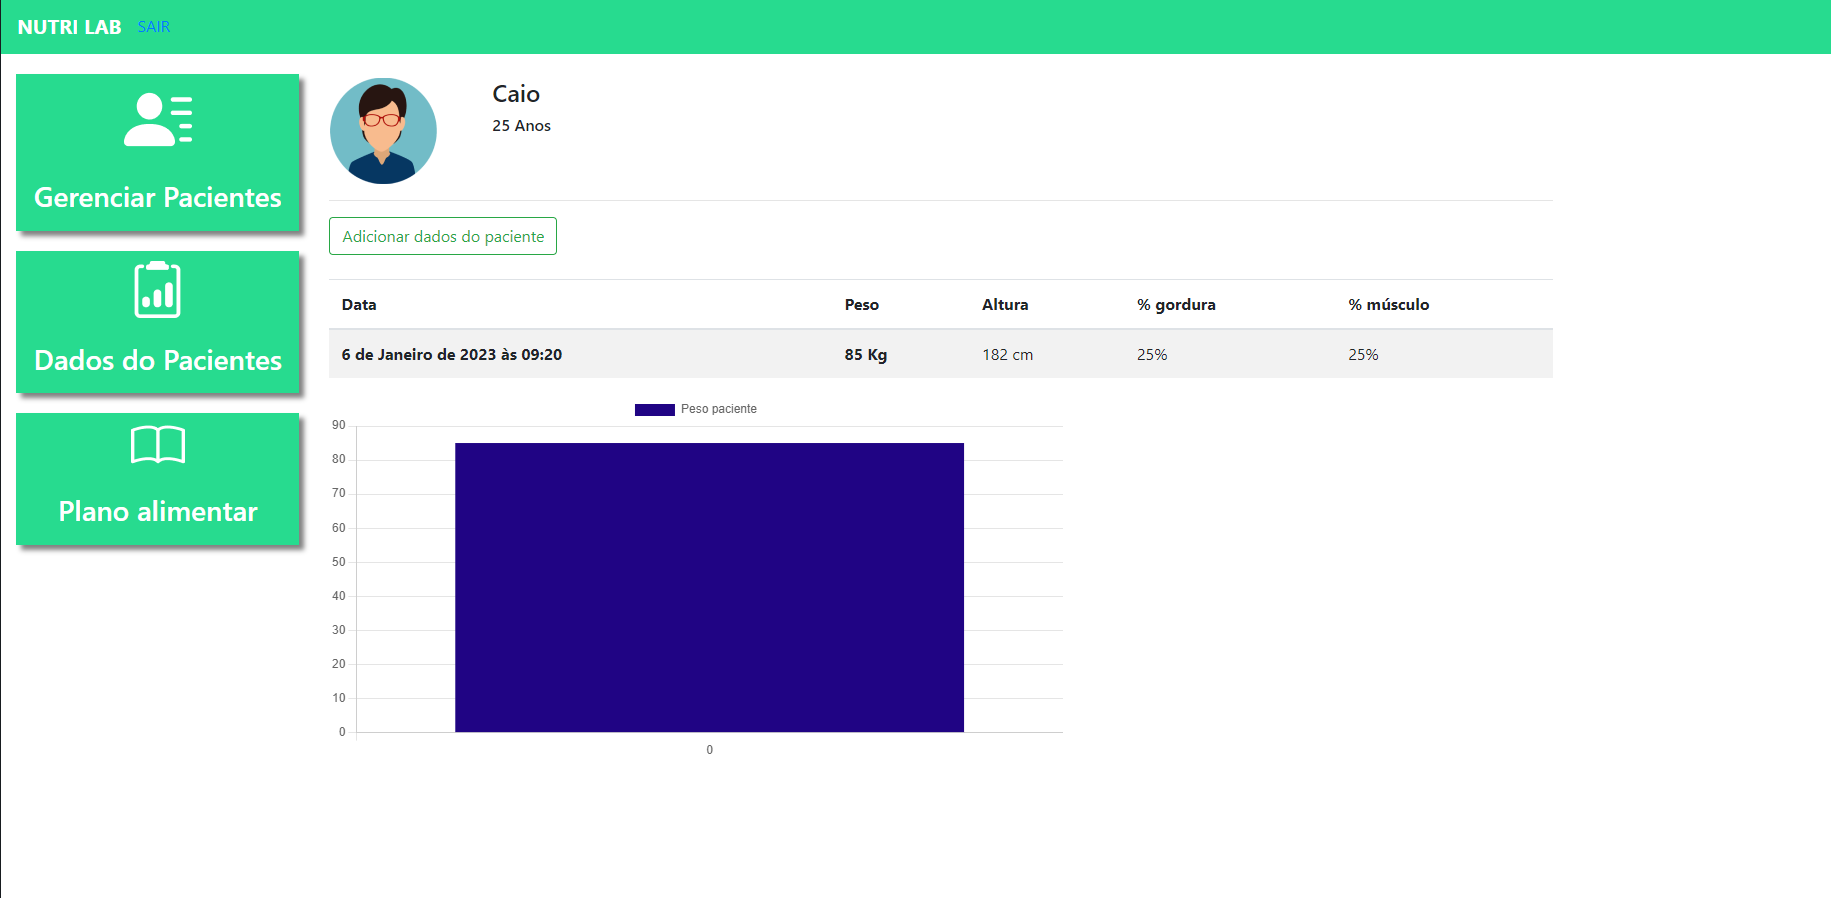 NUTRI LAB SAIR
Gerenciar Pacientes
Dados do Pacientes
Plano alimentar
Caio
25 Anos
Adicionar dados do paciente
Data Peso Altura % gordura % músculo
6 de Janeiro de 2023 às 09:20 85 Kg 182 cm 25% 25%
Peso paciente
90
80
70
60
50
40
30
20
10
0
0